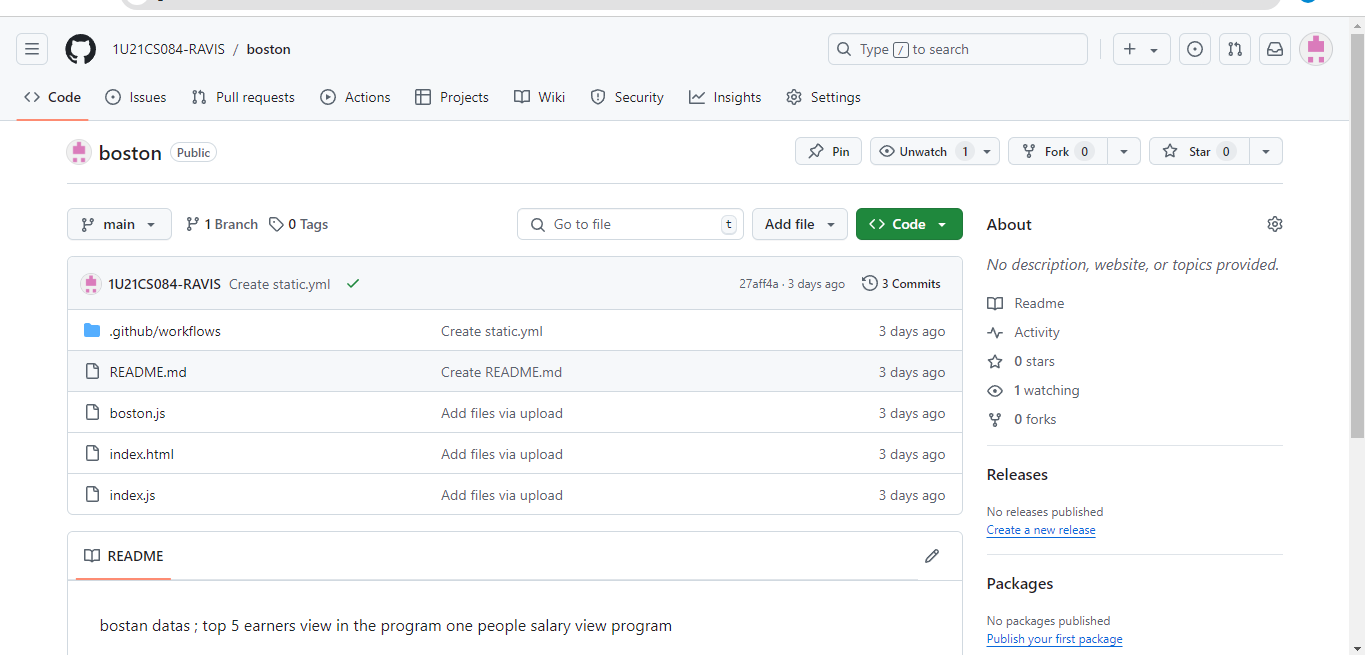 1U21CS084-RAVIS / boston
Type / to search
Code Issues Pull requests Actions Projects Wiki Security Insights Settings
boston Public
Pin Unwatch 1 Fork 0 Star 0
main 1 Branch 0 Tags Go to file t Add file Code
1U21CS084-RAVIS Create static.yml 27aff4a · 3 days ago 3 Commits
.github/workflows Create static.yml 3 days ago
README.md Create README.md 3 days ago
boston.js Add files via upload 3 days ago
index.html Add files via upload 3 days ago
index.js Add files via upload 3 days ago
README
bostan datas ; top 5 earners view in the program one people salary view program
About
No description, website, or topics provided.
Readme
Activity
0 stars
1 watching
0 forks
Releases
No releases published
Create a new release
Packages
No packages published
Publish your first package